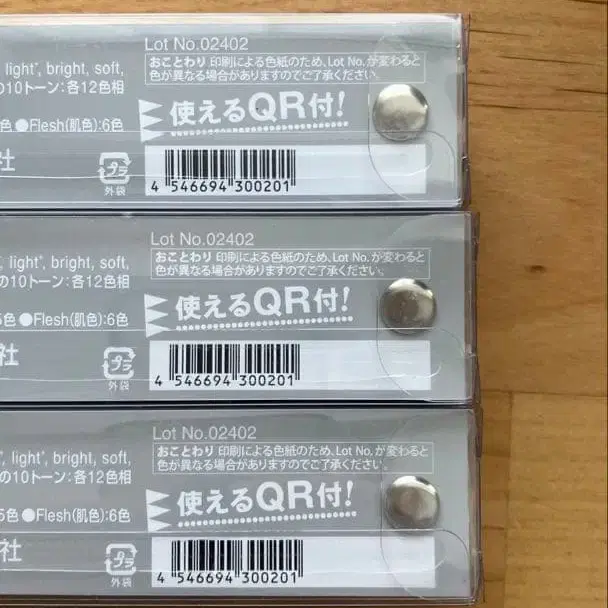 Lot No.02402
おことわり 印刷による色紙のため、Lot No.が変わると
色が異なる場合がありますのでご了承ください。
light⁺, bright, soft,
の10トーン:各12色相
使えるQR付!
色 ●Flesh(肌色):6色
社
プラ
外袋
4 546694 300201
Lot No.02402
おことわり 印刷による色紙のため、Lot No.が変わると
色が異なる場合がありますのでご了承ください。
, light⁺, bright, soft,
の10トーン:各12色相
使えるQR付!
5色 ●Flesh(肌色):6色
社
プラ
外袋
4 546694 300201
Lot No.02402
おことわり 印刷による色紙のため、Lot No.が変わると
色が異なる場合がありますのでご了承ください。
, light⁺, bright, soft,
の10トーン:各12色相
使えるQR付!
5色 ●Flesh(肌色):6色
社
プラ
外袋
4 546694 300201